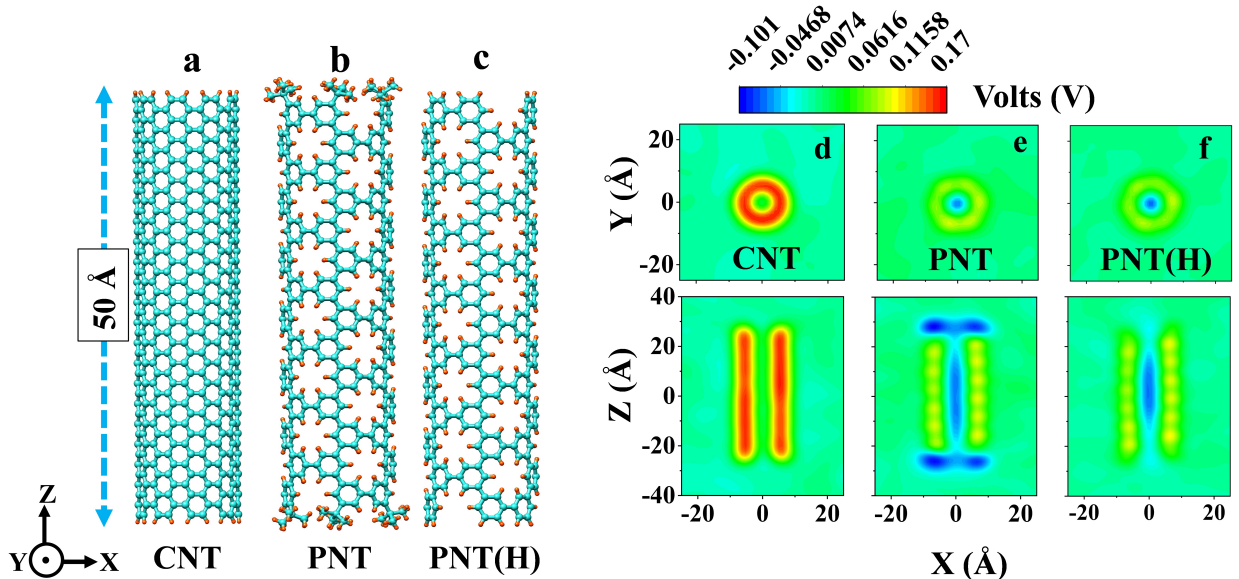 a
b
c
50 Å
Z
Y
X
CNT
PNT
PNT(H)
-0.101
-0.0468
0.0074
0.0616
0.1158
0.17
Volts (V)
20
0
-20
Y (Å)
d
CNT
e
PNT
f
PNT(H)
40
20
0
-20
-40
Z (Å)
-20 0 20
-20 0 20
-20 0 20
X (Å)